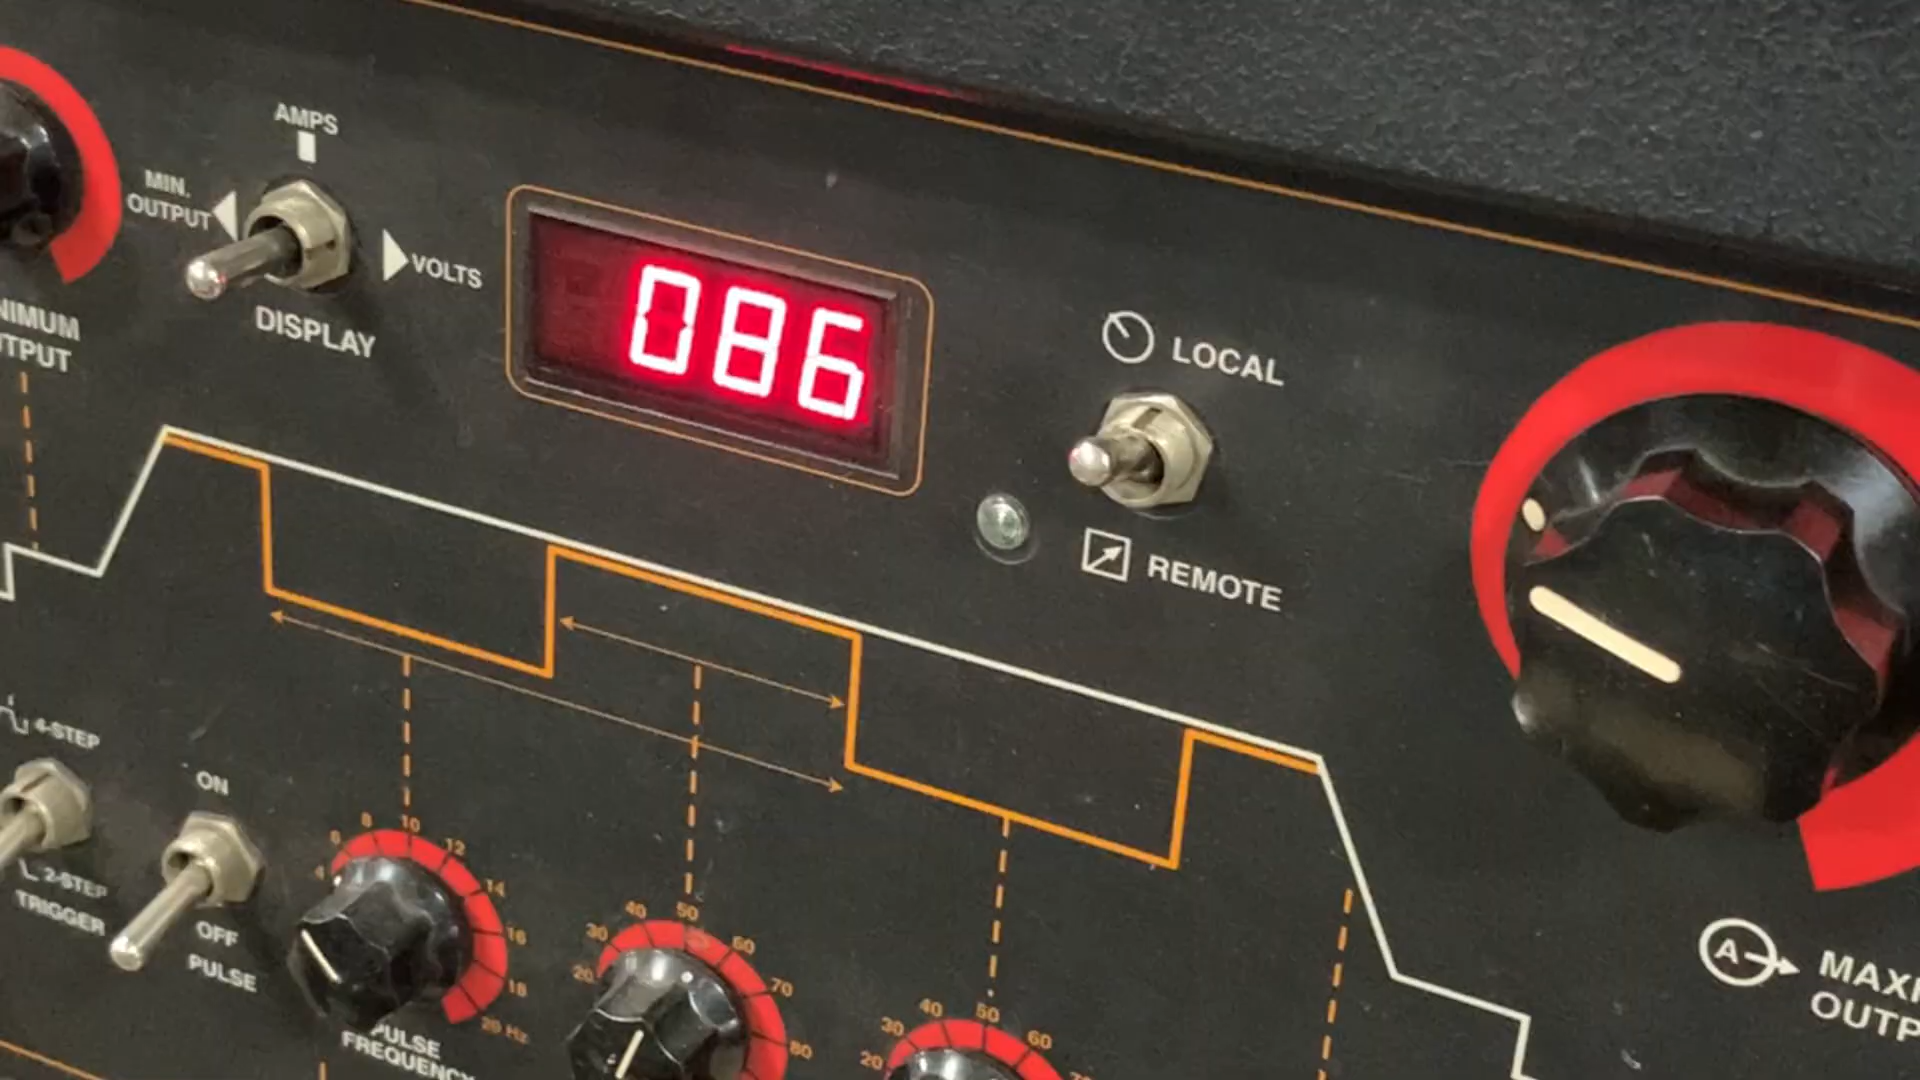 AMPS
MIN.
OUTPUT
VOLTS
DISPLAY
086
LOCAL
REMOTE
NIMUM
TPUT
4-STEP
2-STEP
TRIGGER
ON
OFF
PULSE
4
6
8
10
12
14
16
18
20 Hz
PULSE
FREQUENCY
20
30
40
50
60
70
80
20
30
40
50
60
A
MAXI
OUTP